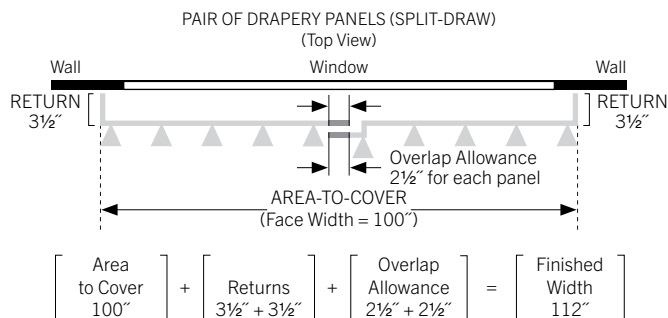 PAIR OF DRAPERY PANELS (SPLIT-DRAW)
(Top View)
Wall Window Wall
RETURN
3½˝
RETURN
3½˝
Overlap Allowance
2½˝ for each panel
AREA-TO-COVER
(Face Width = 100˝)
Area
to Cover
100˝
+
Returns
3½˝ + 3½˝
+
Overlap
Allowance
2½˝ + 2½˝
=
Finished
Width
112˝